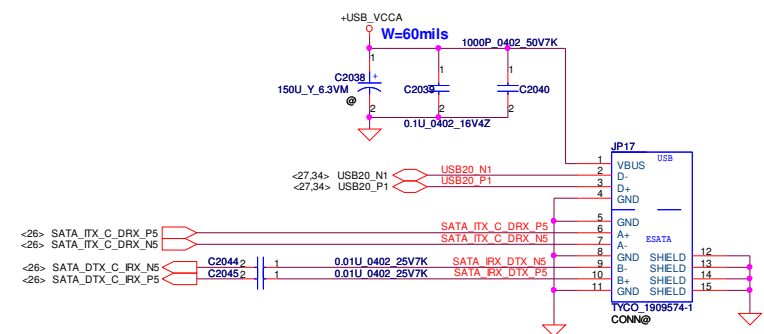 +USB_VCCA
W=60mils
1000P_0402_50V7K
1
1
1
C2038
+
150U_Y_6.3VM
@
C2039
C2040
2
2
2
0.1U_0402_16V4Z
JP17
USB
1 VBUS
<27,34> USB20_N1 USB20_N1 2 D-
<27,34> USB20_P1 USB20_P1 3 D+
4 GND
5 GND
<26> SATA_ITX_C_DRX_P5 SATA_ITX_C_DRX_P5 6 A+
<26> SATA_ITX_C_DRX_N5 SATA_ITX_C_DRX_N5 7 A-
ESATA
8 GND SHIELD 12
<26> SATA_DTX_C_IRX_N5 C2044 2 1 0.01U_0402_25V7K SATA_IRX_DTX_N5 9 B- SHIELD 13
<26> SATA_DTX_C_IRX_P5 C2045 2 1 0.01U_0402_25V7K SATA_IRX_DTX_P5 10 B+ SHIELD 14
11 GND SHIELD 15
TYCO_1909574-1
CONN@